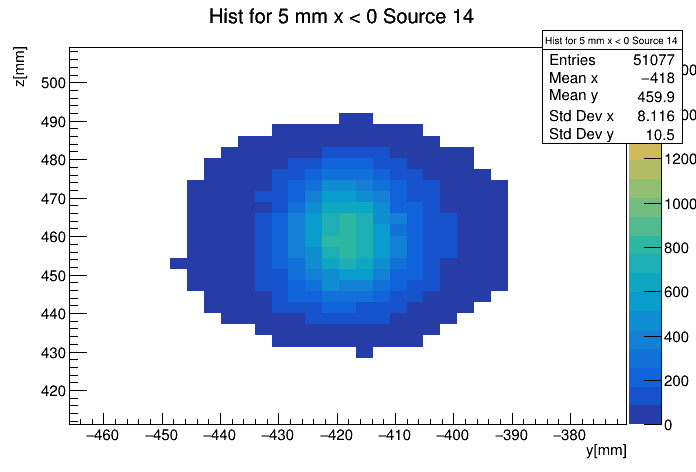 Hist for 5 mm x < 0 Source 14
Hist for 5 mm x < 0 Source 14
Entries 51077
Mean x −418
Mean y 459.9
Std Dev x 8.116
Std Dev y 10.5
z[mm]
500
490
480
470
460
450
440
430
420
−460 −450 −440 −430 −420 −410 −400 −390 −380
y[mm]
1200
1000
800
600
400
200
0